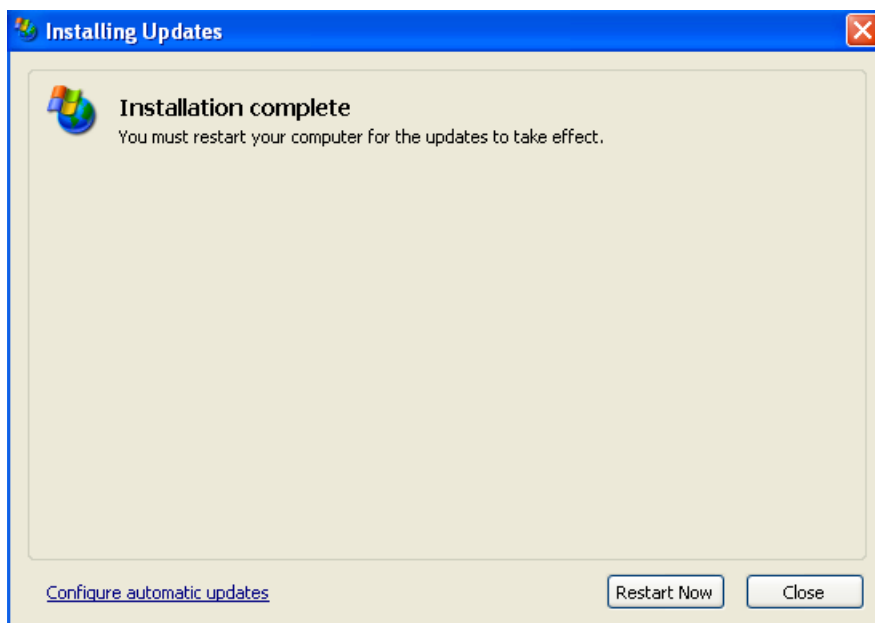 Installing Updates
Installation complete
You must restart your computer for the updates to take effect.
Configure automatic updates
Restart Now
Close